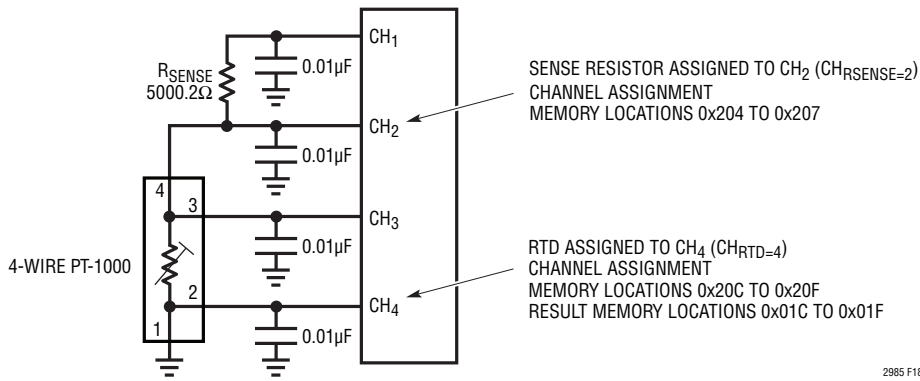 CH1
0.01µF
RSENSE
5000.2Ω
CH2
0.01µF
SENSE RESISTOR ASSIGNED TO CH2 (CHRSENSE=2)
CHANNEL ASSIGNMENT
MEMORY LOCATIONS 0x204 TO 0x207
4
3
CH3
0.01µF
4-WIRE PT-1000
2
CH4
1
0.01µF
RTD ASSIGNED TO CH4 (CHRTD=4)
CHANNEL ASSIGNMENT
MEMORY LOCATIONS 0x20C TO 0x20F
RESULT MEMORY LOCATIONS 0x01C TO 0x01F
2985 F18